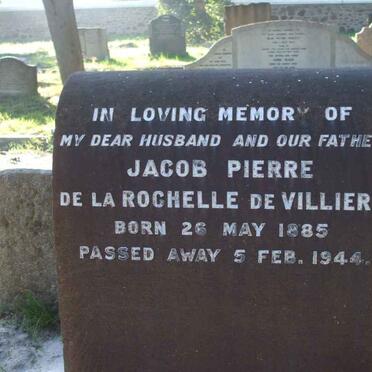 IN LOVING MEMORY OF
MY DEAR HUSBAND AND OUR FATHE
JACOB PIERRE
DE LA ROCHELLE DE VILLIER
BORN 26 MAY 1885
PASSED AWAY 5 FEB. 1944.